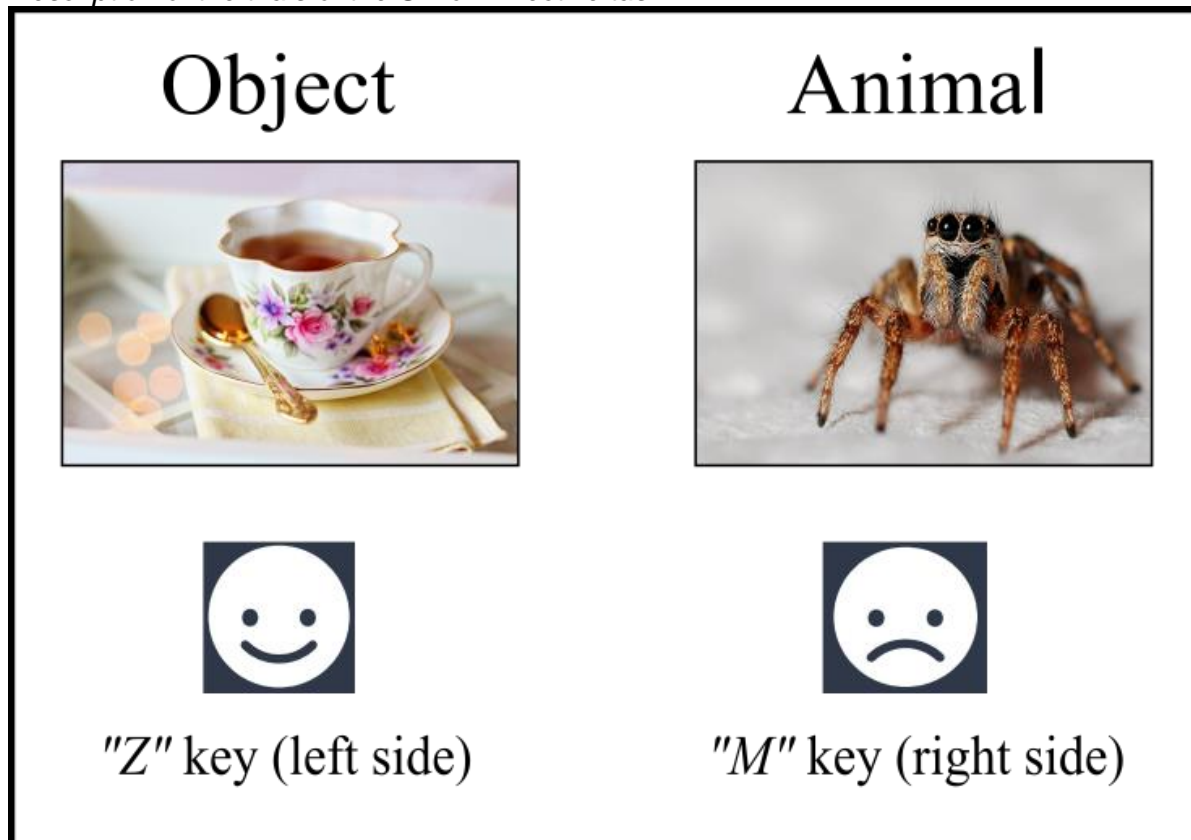 Object
Animal
"Z" key (left side)
"M" key (right side)